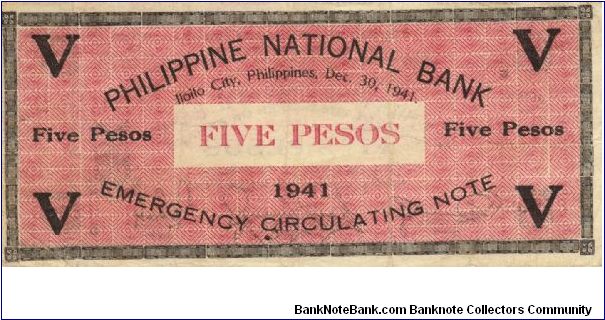 V V
PHILIPPINE NATIONAL BANK
Iloilo City, Philippines, Dec. 30, 1941.
Five Pesos FIVE PESOS Five Pesos
1941
V V
EMERGENCY CIRCULATING NOTE
BankNoteBank.com Banknote Collectors Community